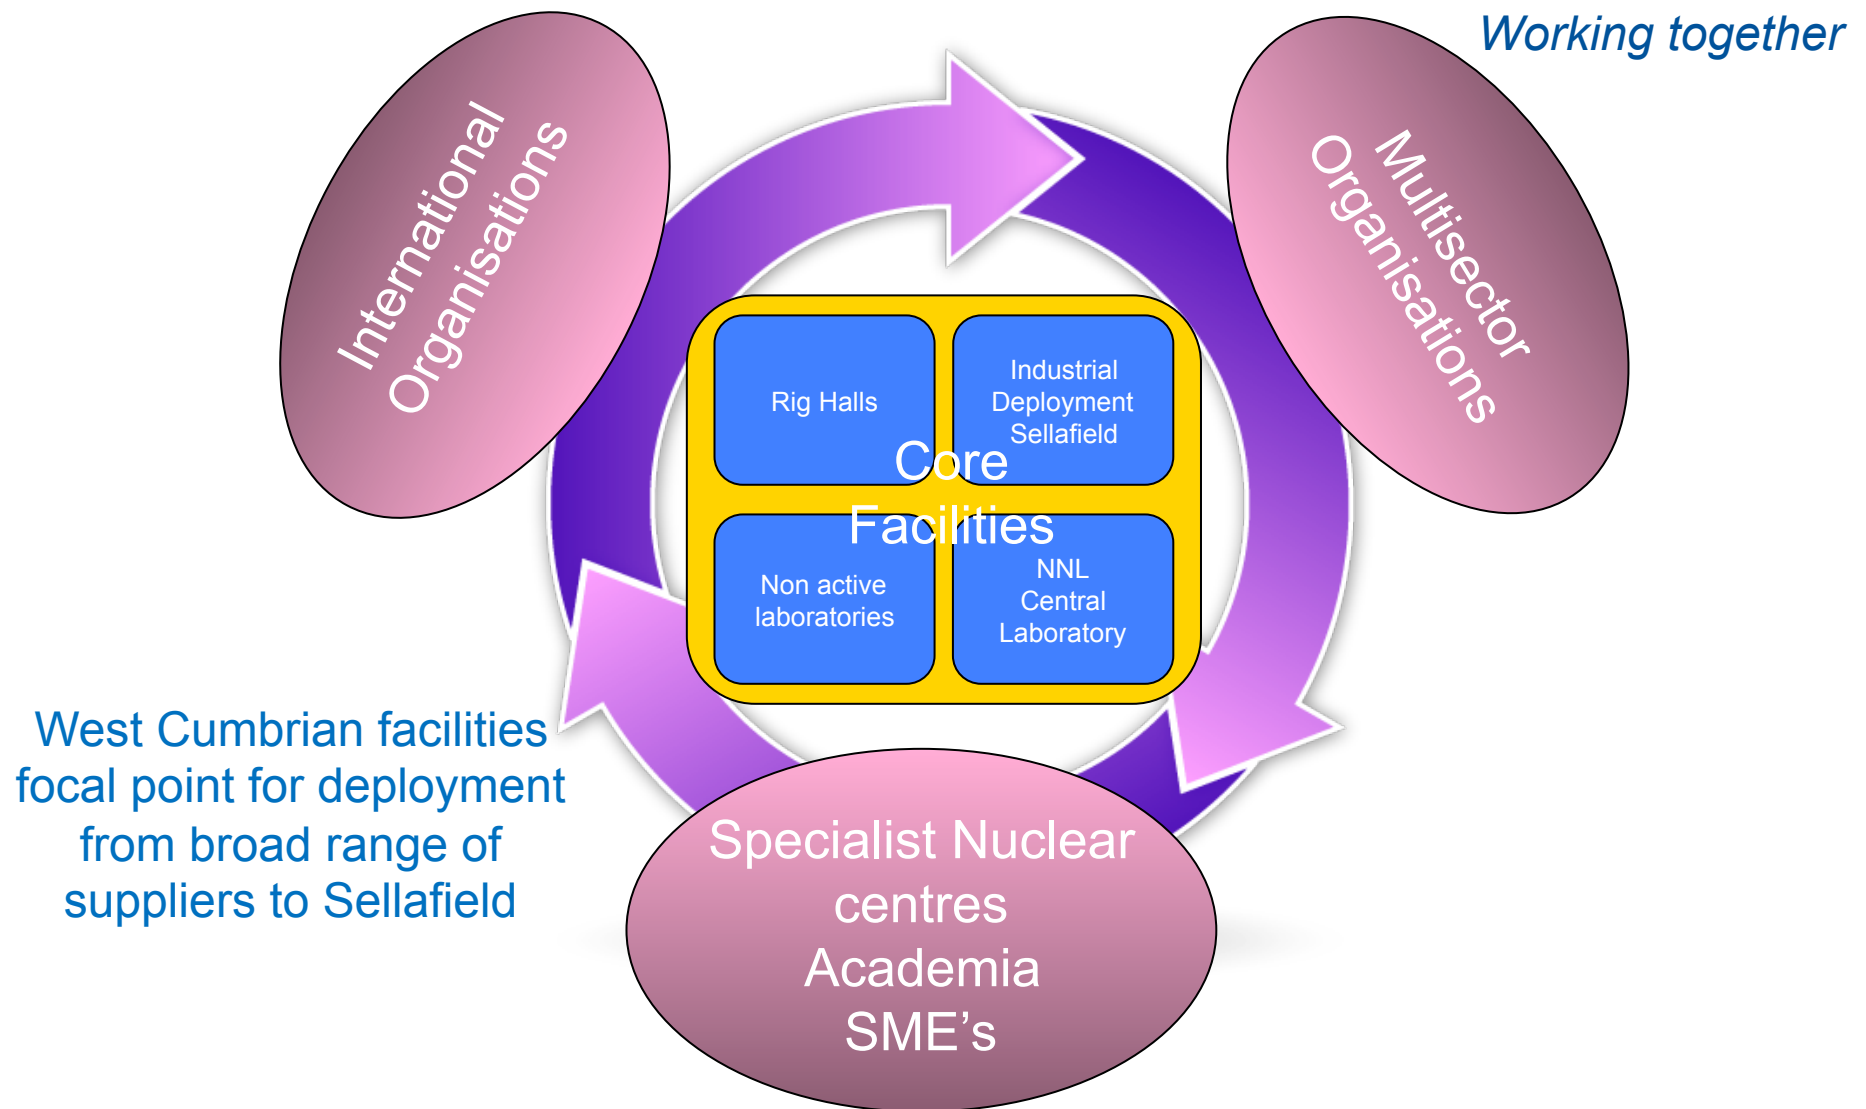 Working together
International
Organisations
Multisector
Organisations
Rig Halls
Industrial
Deployment
Sellafield
Core
Facilities
Non active
laboratories
NNL
Central
Laboratory
West Cumbrian facilities
focal point for deployment
from broad range of
suppliers to Sellafield
Specialist Nuclear
centres
Academia
SME’s